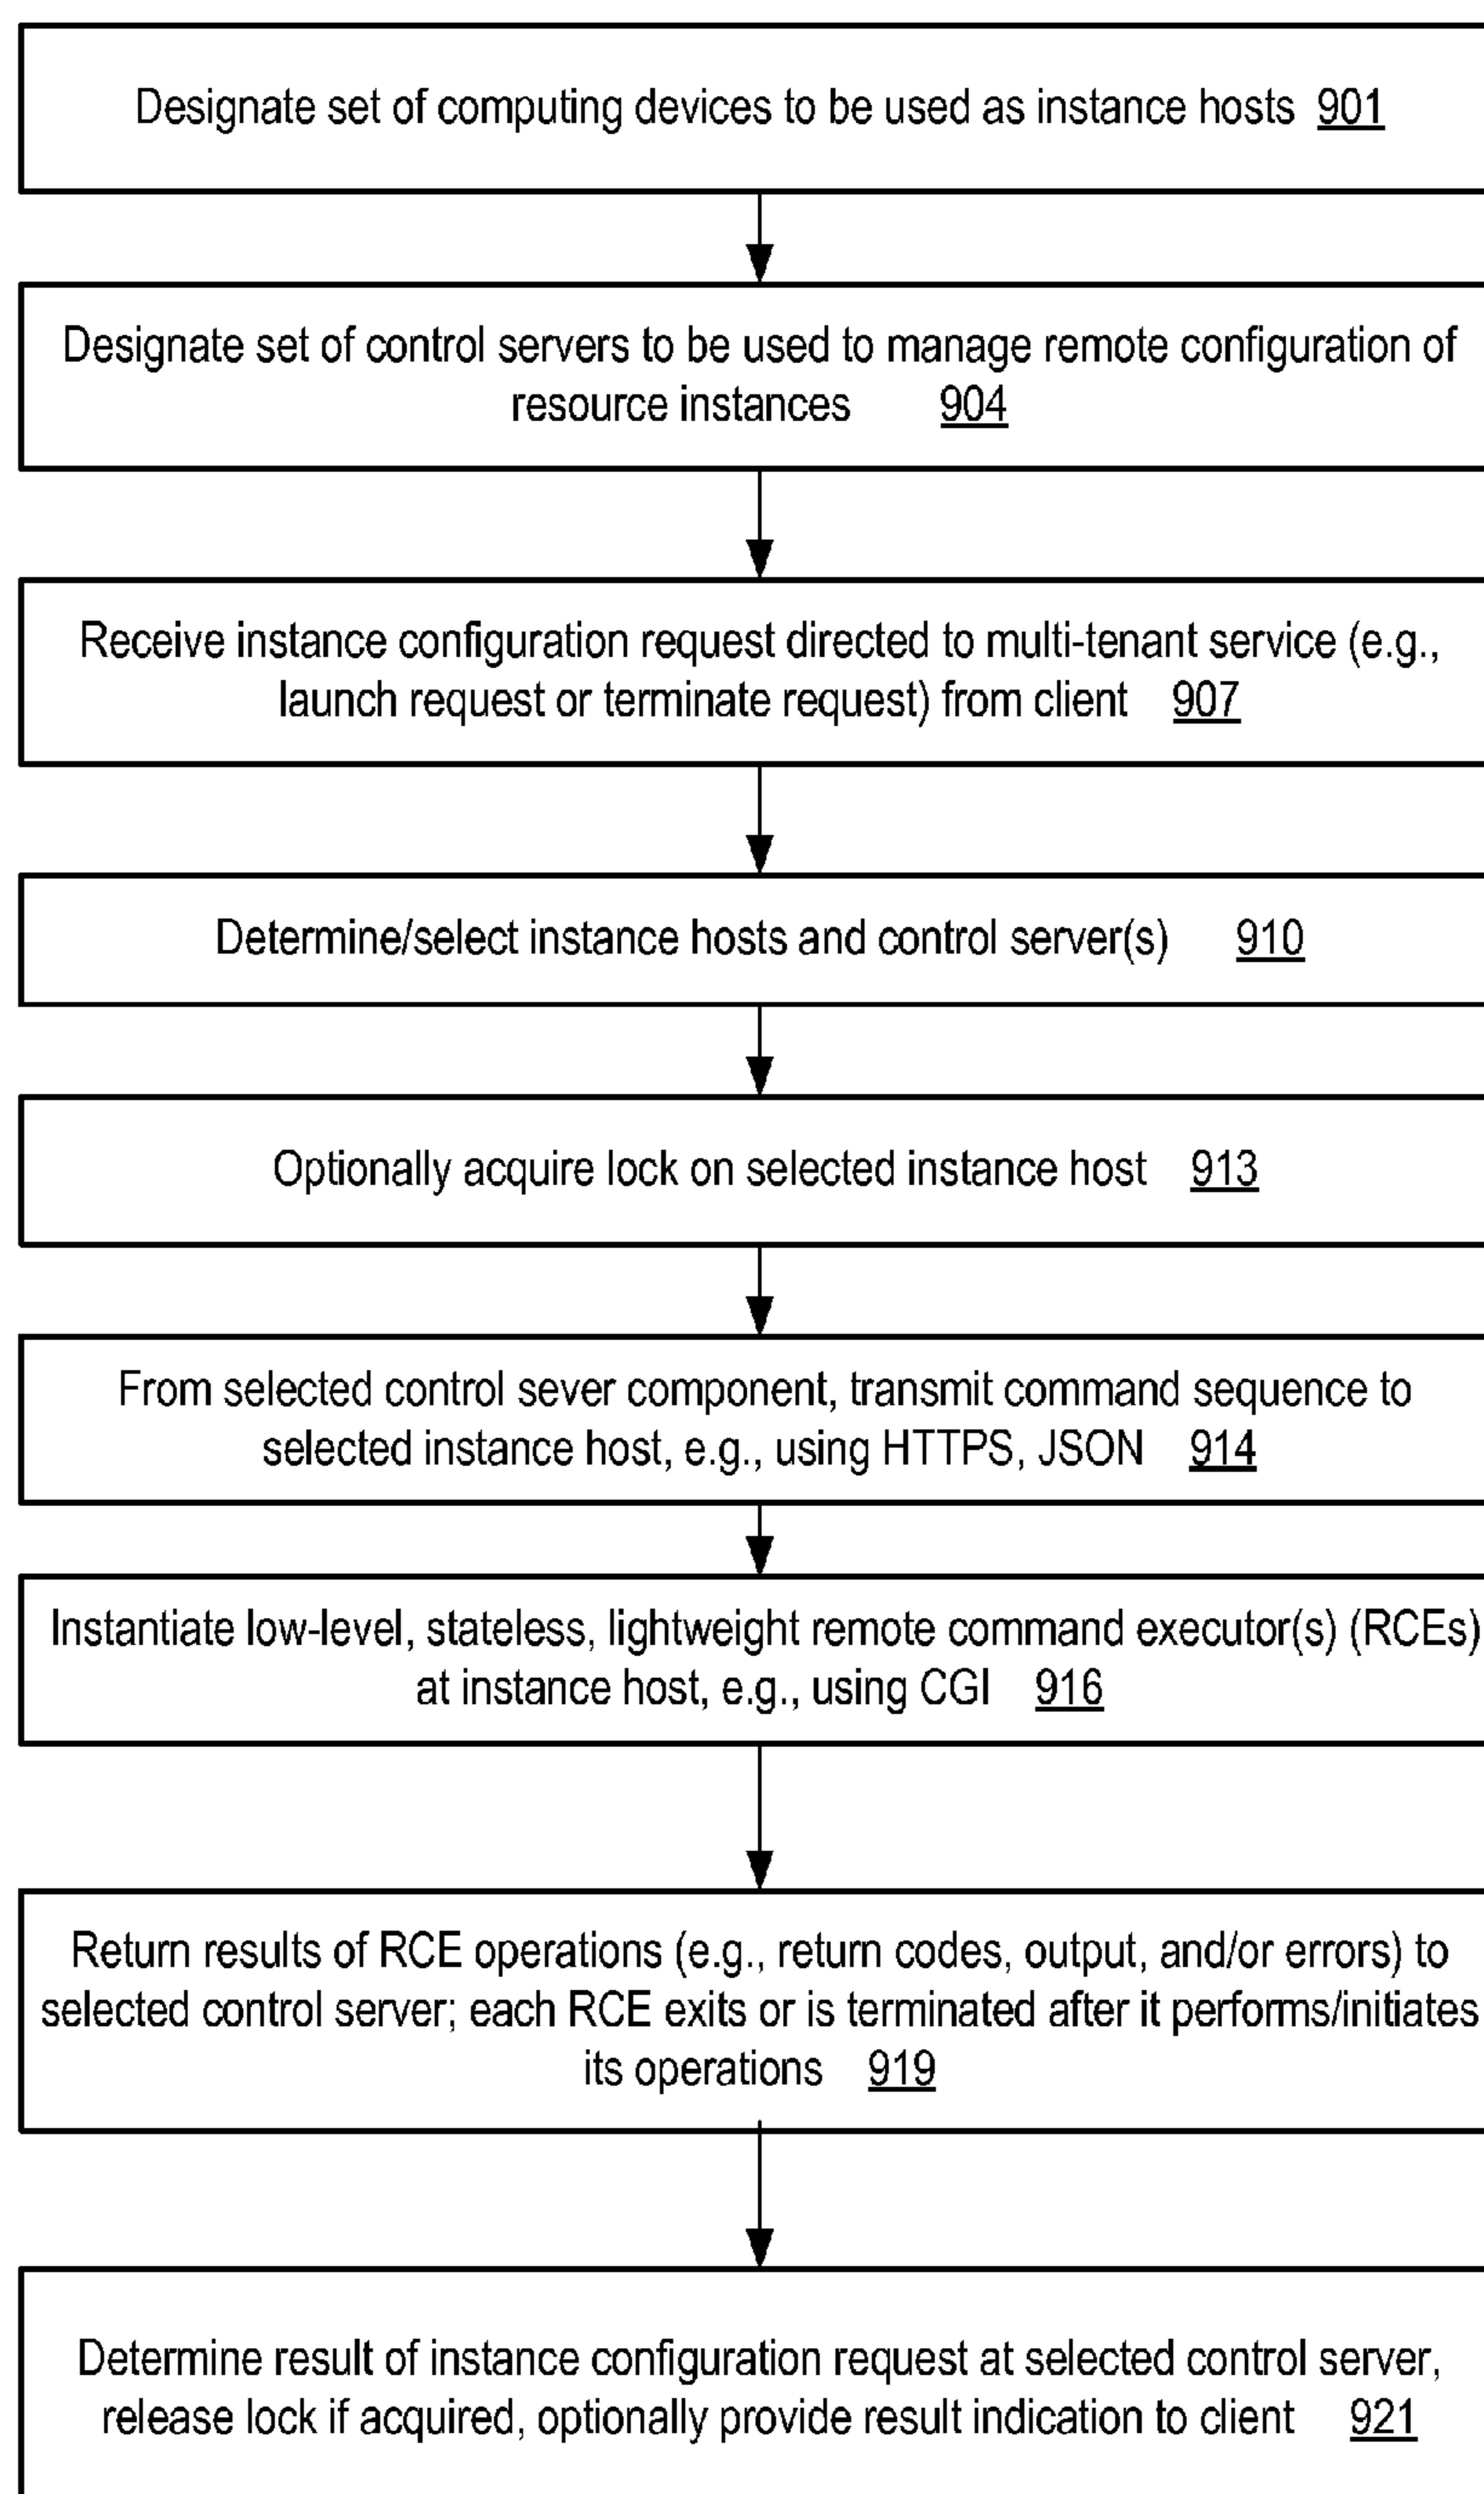 Designate set of computing devices to be used as instance hosts 901
Designate set of control servers to be used to manage remote configuration of
resource instances 904
Receive instance configuration request directed to multi-tenant service (e.g.,
launch request or terminate request) from client 907
Determine/select instance hosts and control server(s) 910
Optionally acquire lock on selected instance host 913
From selected control sever component, transmit command sequence to
selected instance host, e.g., using HTTPS, JSON 914
Instantiate low-level, stateless, lightweight remote command executor(s) (RCEs)
at instance host, e.g., using CGI 916
Return results of RCE operations (e.g., return codes, output, and/or errors) to
selected control server; each RCE exits or is terminated after it performs/initiates
its operations 919
Determine result of instance configuration request at selected control server,
release lock if acquired, optionally provide result indication to client 921